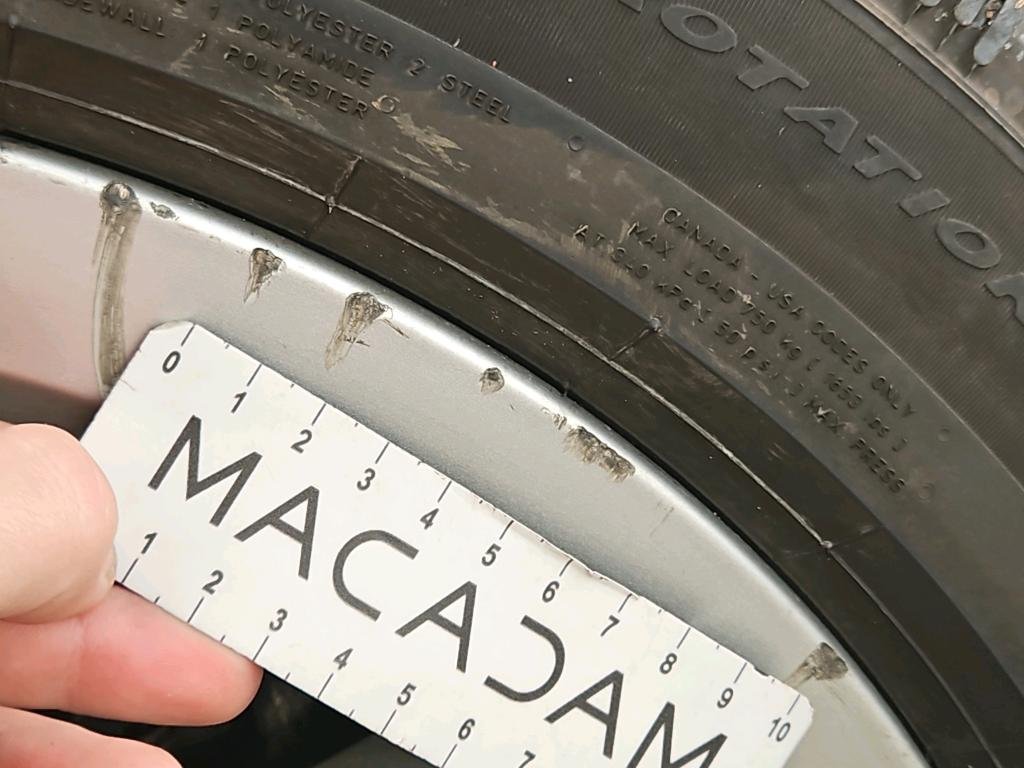 POLYESTER 2 STEEL
1 POLYAMIDE
SIDEWALL 1 POLYESTER
ROTATION
CANADA - USA CODES ONLY
MAX LOAD 750 kg ( 1653 lbs )
AT 340 KPA ( 50 psi ) MAX PRESS
0 1 2 3 4 5 6 7 8 9 10
MACADAM
1 2 3 4 5 6 7